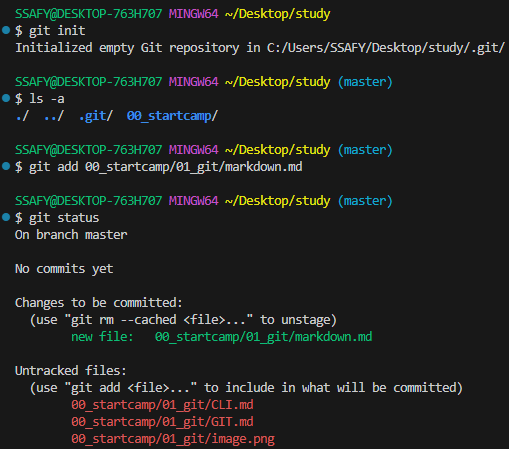 SSAFY@DESKTOP-763H707 MINGW64 ~/Desktop/study
$ git init
Initialized empty Git repository in C:/Users/SSAFY/Desktop/study/.git/
SSAFY@DESKTOP-763H707 MINGW64 ~/Desktop/study (master)
$ ls -a
./  ../  .git/  00_startcamp/
SSAFY@DESKTOP-763H707 MINGW64 ~/Desktop/study (master)
$ git add 00_startcamp/01_git/markdown.md
SSAFY@DESKTOP-763H707 MINGW64 ~/Desktop/study (master)
$ git status
On branch master
No commits yet
Changes to be committed:
  (use "git rm --cached <file>..." to unstage)
        new file:   00_startcamp/01_git/markdown.md
Untracked files:
  (use "git add <file>..." to include in what will be committed)
        00_startcamp/01_git/CLI.md
        00_startcamp/01_git/GIT.md
        00_startcamp/01_git/image.png